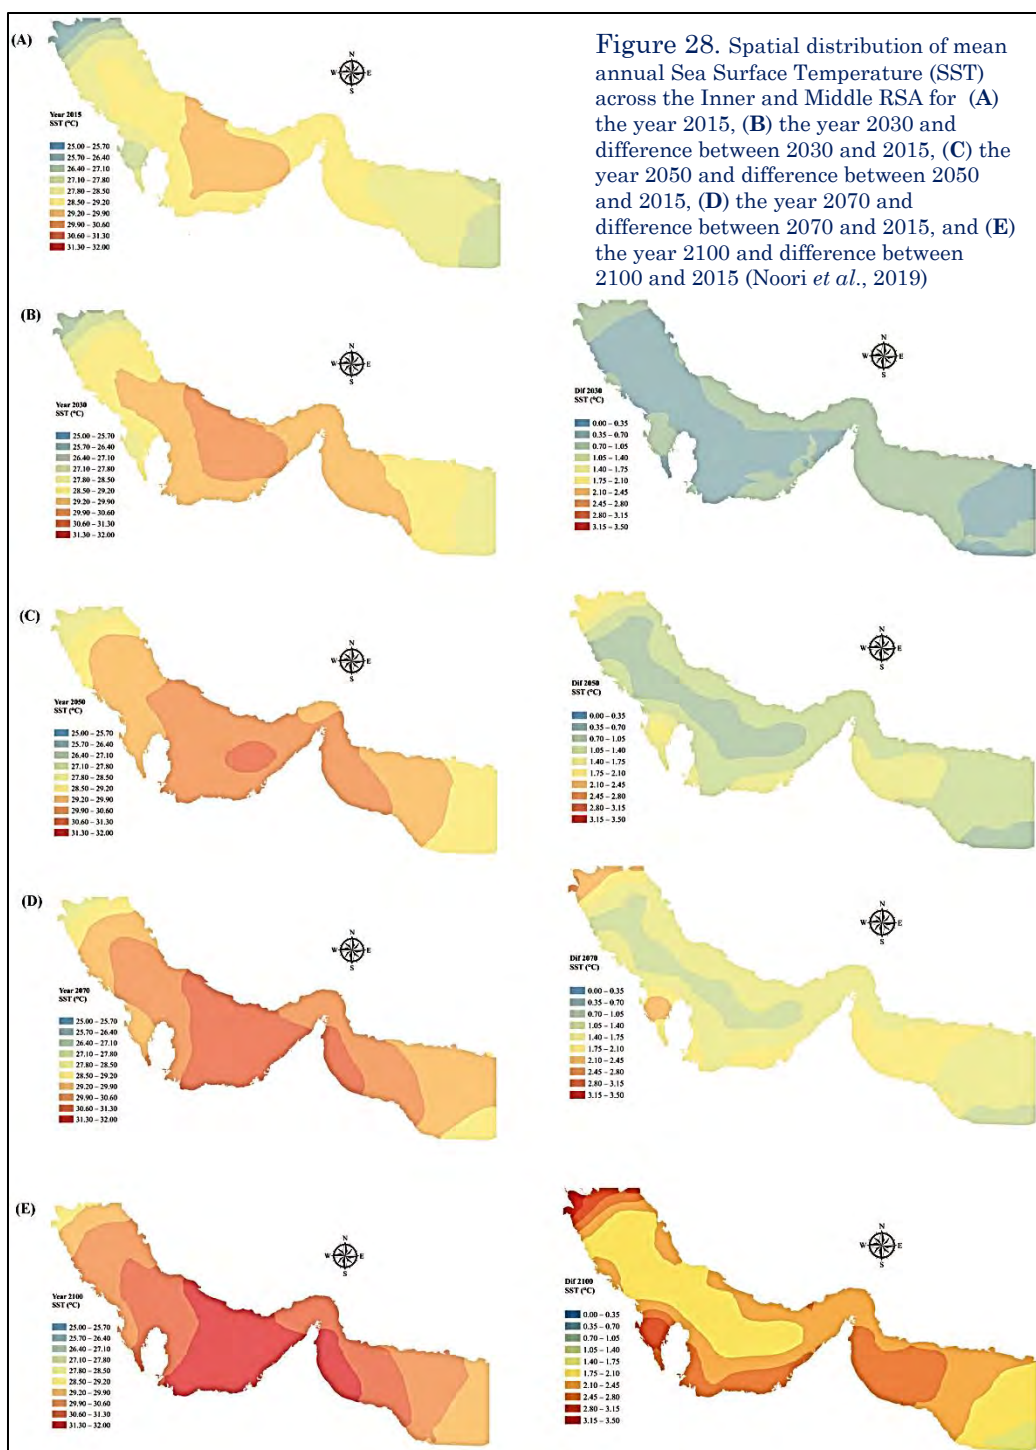 (A)
Figure 28. Spatial distribution of mean
annual Sea Surface Temperature (SST)
across the Inner and Middle RSA for (A)
the year 2015, (B) the year 2030 and
difference between 2030 and 2015, (C) the
year 2050 and difference between 2050
and 2015, (D) the year 2070 and
difference between 2070 and 2015, and (E)
the year 2100 and difference between
2100 and 2015 (Noori et al., 2019)
N
W E
S
Year 2015
SST (°C)
25.00 – 25.70
25.70 – 26.40
26.40 – 27.10
27.10 – 27.80
27.80 – 28.50
28.50 – 29.20
29.20 – 29.90
29.90 – 30.60
30.60 – 31.30
31.30 – 32.00
(B)
N
W E
S
Year 2030
SST (°C)
25.00 – 25.70
25.70 – 26.40
26.40 – 27.10
27.10 – 27.80
27.80 – 28.50
28.50 – 29.20
29.20 – 29.90
29.90 – 30.60
30.60 – 31.30
31.30 – 32.00
N
W E
S
Dif 2030
SST (°C)
0.00 – 0.35
0.35 – 0.70
0.70 – 1.05
1.05 – 1.40
1.40 – 1.75
1.75 – 2.10
2.10 – 2.45
2.45 – 2.80
2.80 – 3.15
3.15 – 3.50
(C)
N
W E
S
Year 2050
SST (°C)
25.00 – 25.70
25.70 – 26.40
26.40 – 27.10
27.10 – 27.80
27.80 – 28.50
28.50 – 29.20
29.20 – 29.90
29.90 – 30.60
30.60 – 31.30
31.30 – 32.00
N
W E
S
Dif 2050
SST (°C)
0.00 – 0.35
0.35 – 0.70
0.70 – 1.05
1.05 – 1.40
1.40 – 1.75
1.75 – 2.10
2.10 – 2.45
2.45 – 2.80
2.80 – 3.15
3.15 – 3.50
(D)
N
W E
S
Year 2070
SST (°C)
25.00 – 25.70
25.70 – 26.40
26.40 – 27.10
27.10 – 27.80
27.80 – 28.50
28.50 – 29.20
29.20 – 29.90
29.90 – 30.60
30.60 – 31.30
31.30 – 32.00
N
W E
S
Dif 2070
SST (°C)
0.00 – 0.35
0.35 – 0.70
0.70 – 1.05
1.05 – 1.40
1.40 – 1.75
1.75 – 2.10
2.10 – 2.45
2.45 – 2.80
2.80 – 3.15
3.15 – 3.50
(E)
N
W E
S
Year 2100
SST (°C)
25.00 – 25.70
25.70 – 26.40
26.40 – 27.10
27.10 – 27.80
27.80 – 28.50
28.50 – 29.20
29.20 – 29.90
29.90 – 30.60
30.60 – 31.30
31.30 – 32.00
N
W E
S
Dif 2100
SST (°C)
0.00 – 0.35
0.35 – 0.70
0.70 – 1.05
1.05 – 1.40
1.40 – 1.75
1.75 – 2.10
2.10 – 2.45
2.45 – 2.80
2.80 – 3.15
3.15 – 3.50